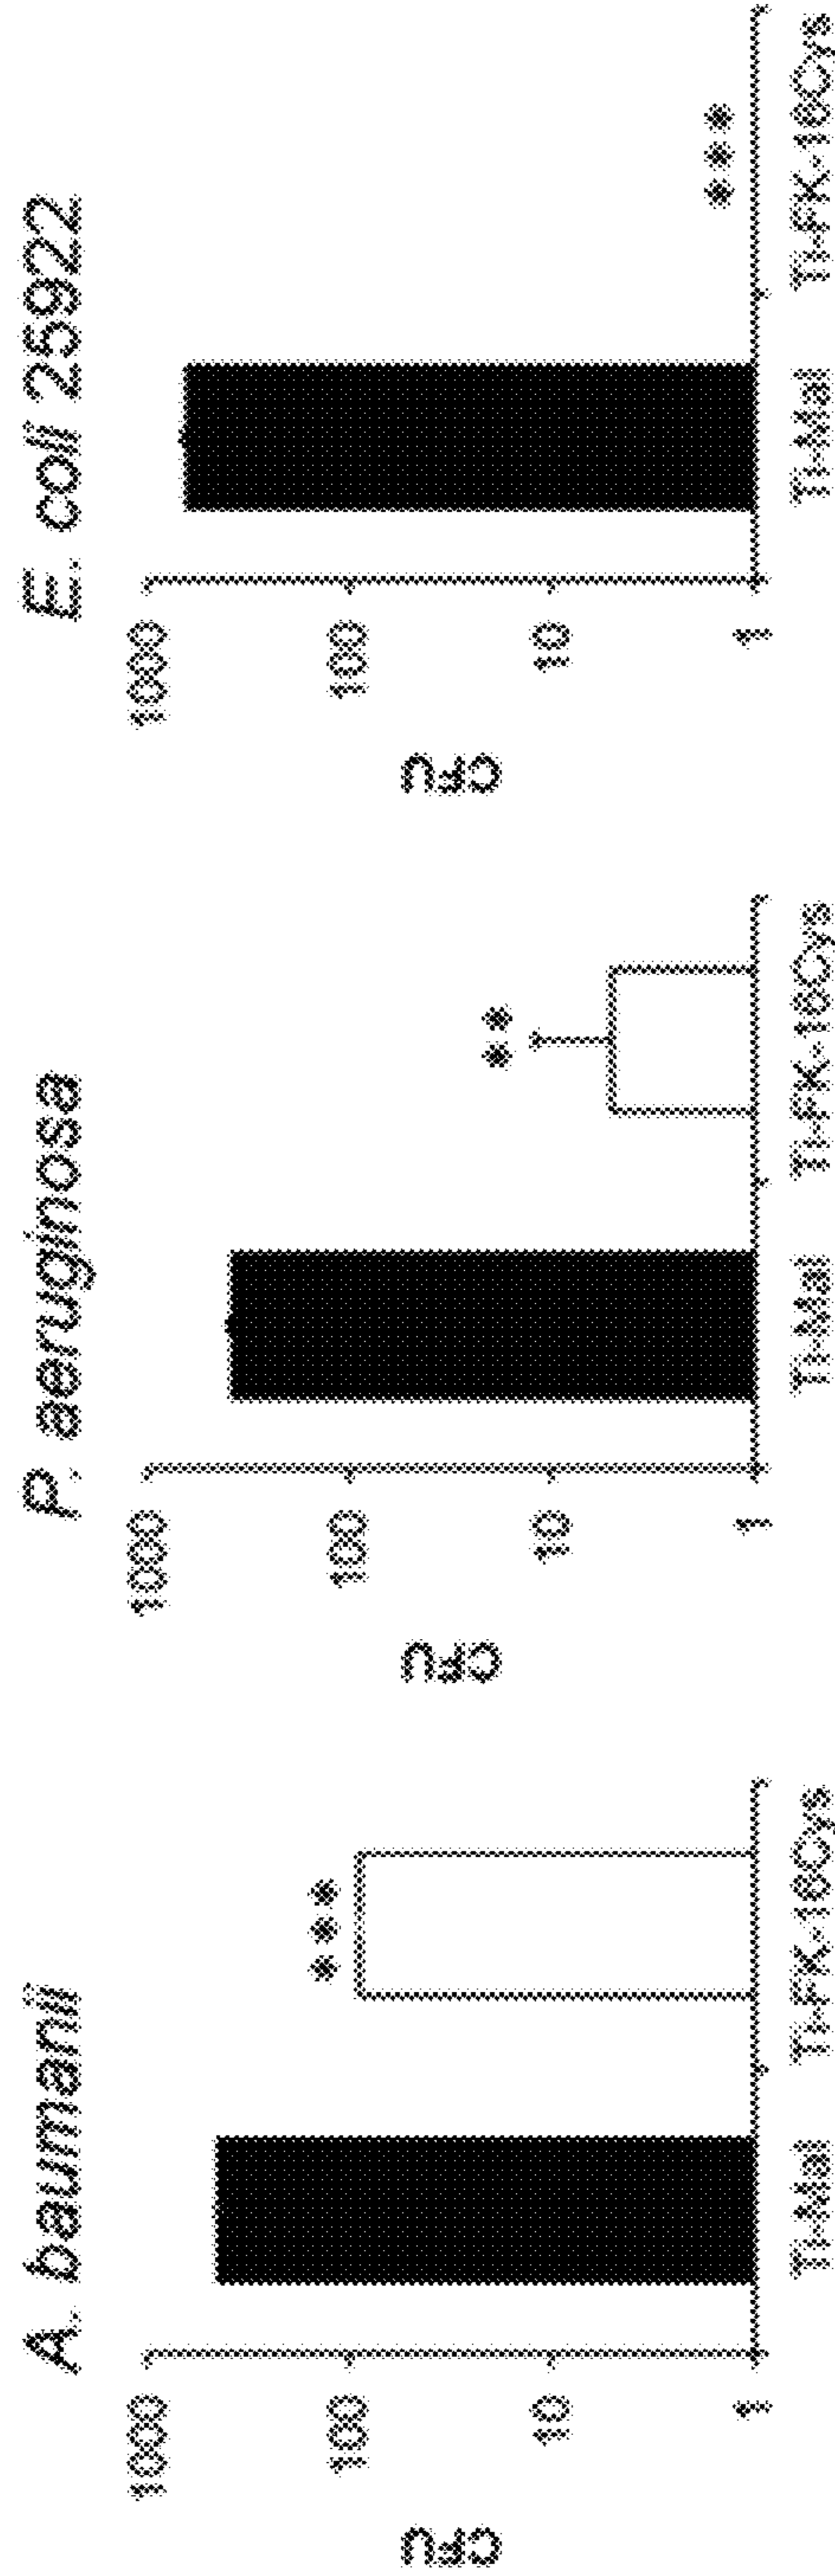 A. baumanii
CFU
1000
100
10
1
Ti-Mal
Ti-FK-16Cys
***
P. aeruginosa
CFU
1000
100
10
1
Ti-Mal
Ti-FK-16Cys
**
E. coli 25922
CFU
1000
100
10
1
Ti-Mal
Ti-FK-16Cys
***